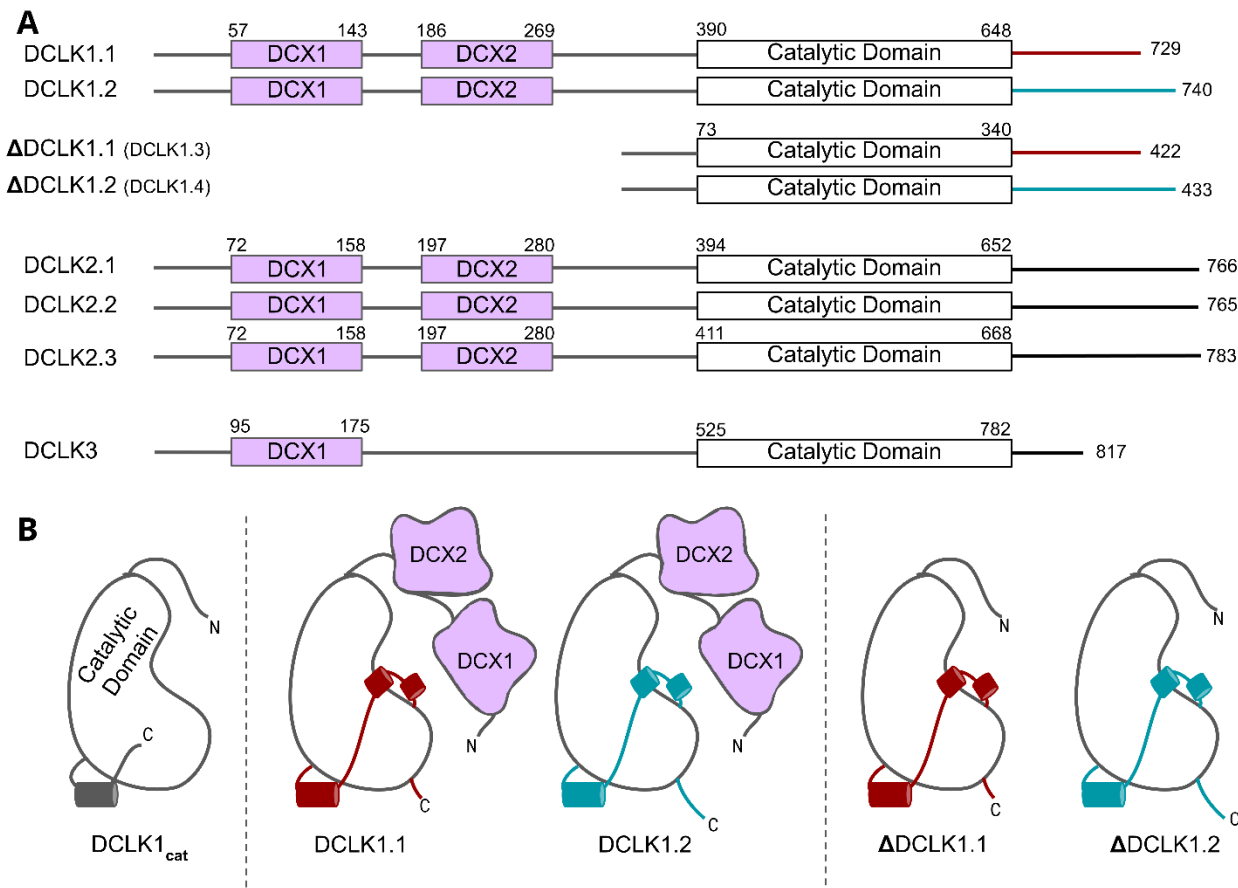 A
57 143 186 269 390 648
DCLK1.1 DCX1 DCX2 Catalytic Domain 729
DCLK1.2 DCX1 DCX2 Catalytic Domain 740
73 340
ΔDCLK1.1 (DCLK1.3) Catalytic Domain 422
ΔDCLK1.2 (DCLK1.4) Catalytic Domain 433
72 158 197 280 394 652
DCLK2.1 DCX1 DCX2 Catalytic Domain 766
DCLK2.2 DCX1 DCX2 Catalytic Domain 765
72 158 197 280 411 668
DCLK2.3 DCX1 DCX2 Catalytic Domain 783
95 175 525 782
DCLK3 DCX1 Catalytic Domain 817
B
Catalytic
Domain
N
C
DCLK1cat
DCX2
DCX1
N
C
DCLK1.1
DCX2
DCX1
N
C
DCLK1.2
N
C
ΔDCLK1.1
N
C
ΔDCLK1.2